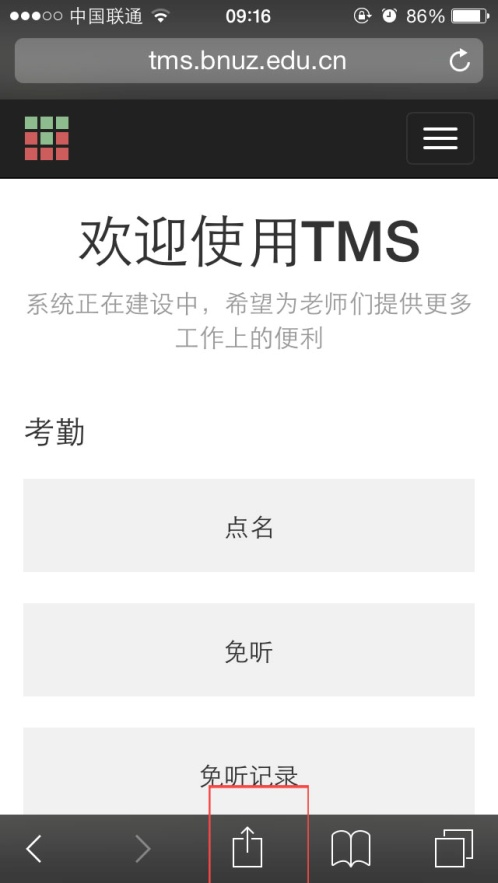 中国联通 09:16 86%
tms.bnuz.edu.cn
欢迎使用TMS
系统正在建设中，希望为老师们提供更多
工作上的便利
考勤
点名
免听
免听记录